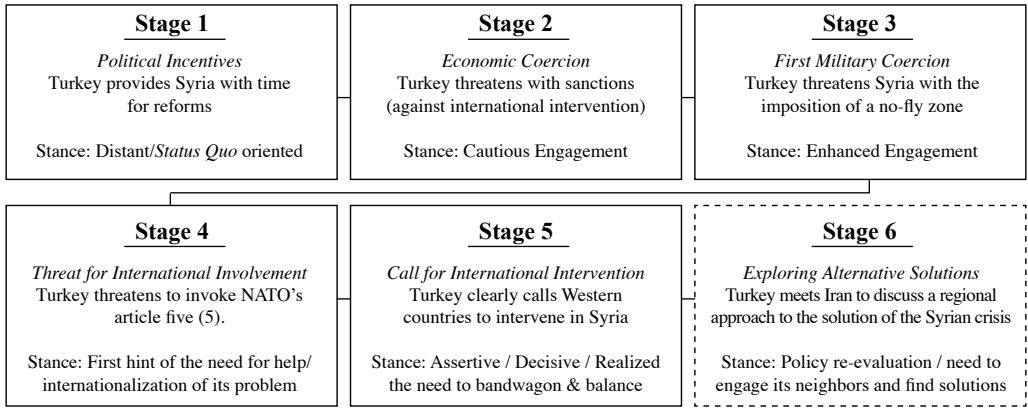 Stage 1
Political Incentives
Turkey provides Syria with time
for reforms
Stance: Distant/Status Quo oriented
Stage 2
Economic Coercion
Turkey threatens with sanctions
(against international intervention)
Stance: Cautious Engagement
Stage 3
First Military Coercion
Turkey threatens Syria with the
imposition of a no-fly zone
Stance: Enhanced Engagement
Stage 4
Threat for International Involvement
Turkey threatens to invoke NATO's
article five (5).
Stance: First hint of the need for help/
internationalization of its problem
Stage 5
Call for International Intervention
Turkey clearly calls Western
countries to intervene in Syria
Stance: Assertive / Decisive / Realized
the need to bandwagon & balance
Stage 6
Exploring Alternative Solutions
Turkey meets Iran to discuss a regional
approach to the solution of the Syrian crisis
Stance: Policy re-evaluation / need to
engage its neighbors and find solutions